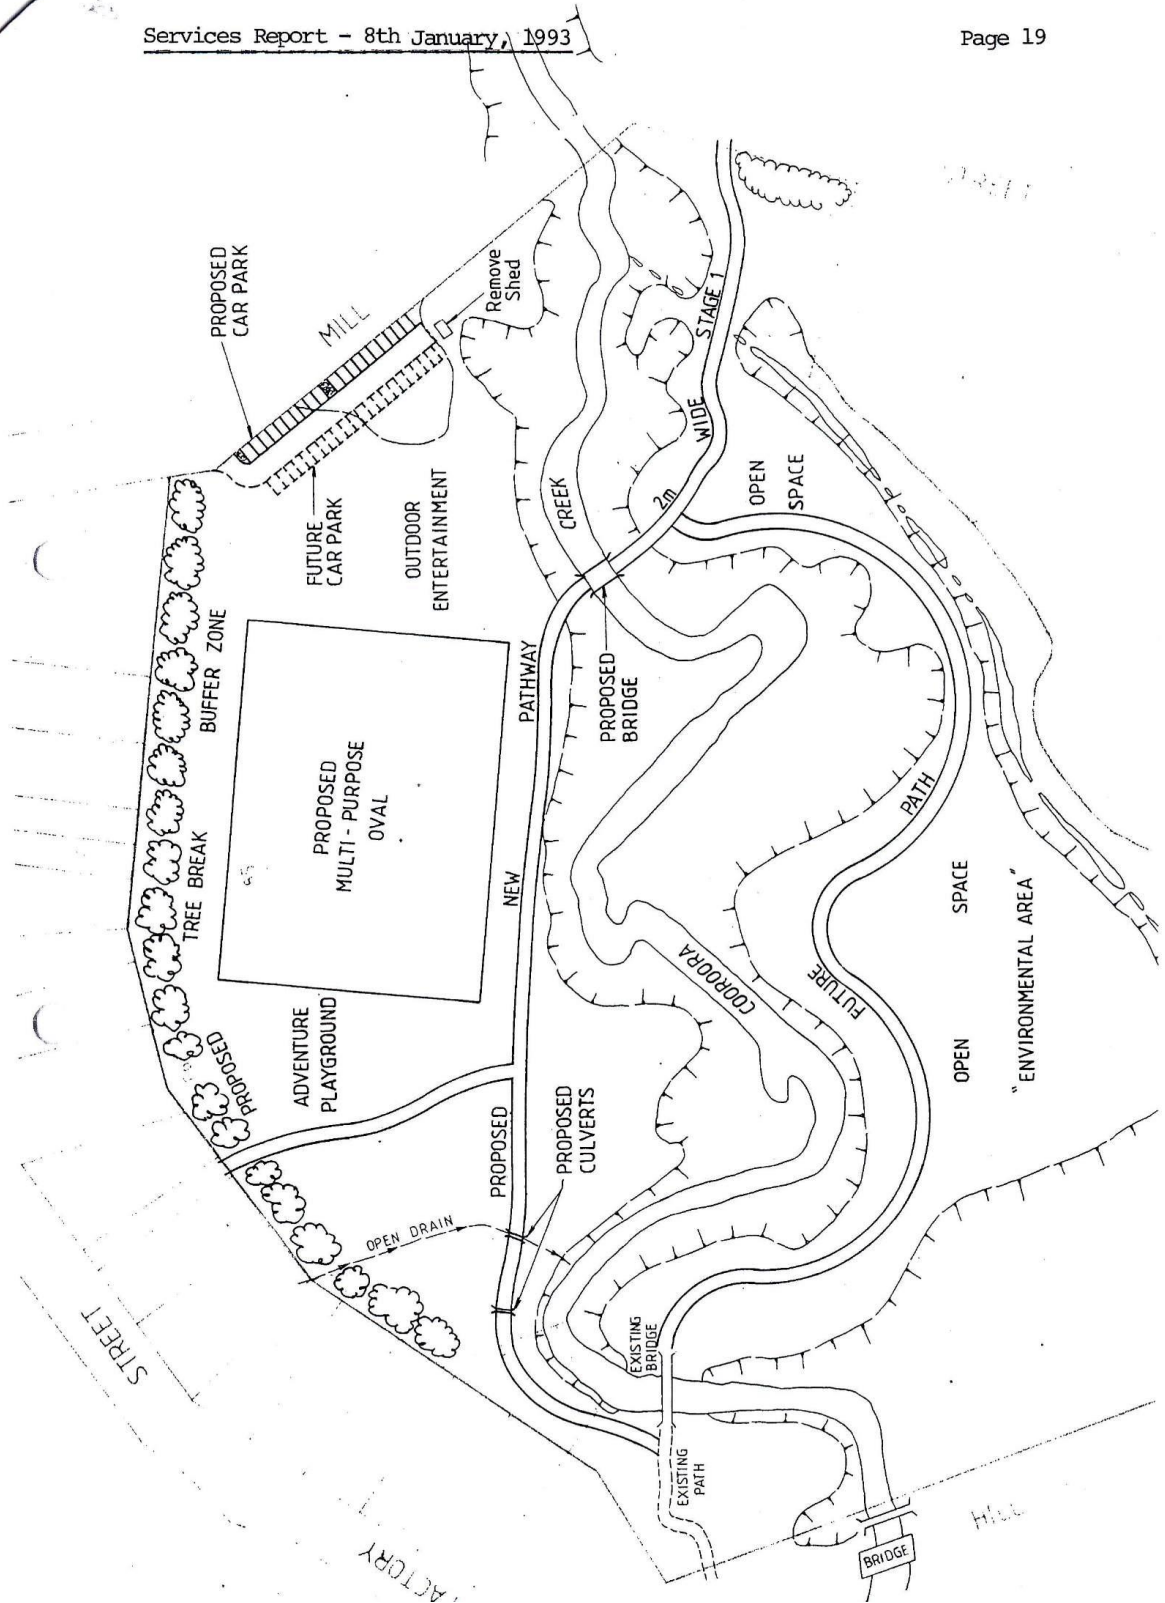 Services Report - 8th January, 1993
Page 19
STREET
PROPOSED
CAR PARK
MILL
Remove
Shed
STAGE 1
WIDE
2m
FUTURE
CAR PARK
OUTDOOR
ENTERTAINMENT
CREEK
OPEN
SPACE
BUFFER ZONE
PATHWAY
PROPOSED
BRIDGE
PROPOSED
MULTI - PURPOSE
OVAL
PATH
TREE BREAK
NEW
SPACE
"ENVIRONMENTAL AREA"
COOROORA
FUTURE
OPEN
PROPOSED
ADVENTURE
PLAYGROUND
PROPOSED
PROPOSED
CULVERTS
OPEN DRAIN
STREET
EXISTING
BRIDGE
EXISTING
PATH
HILL
BRIDGE